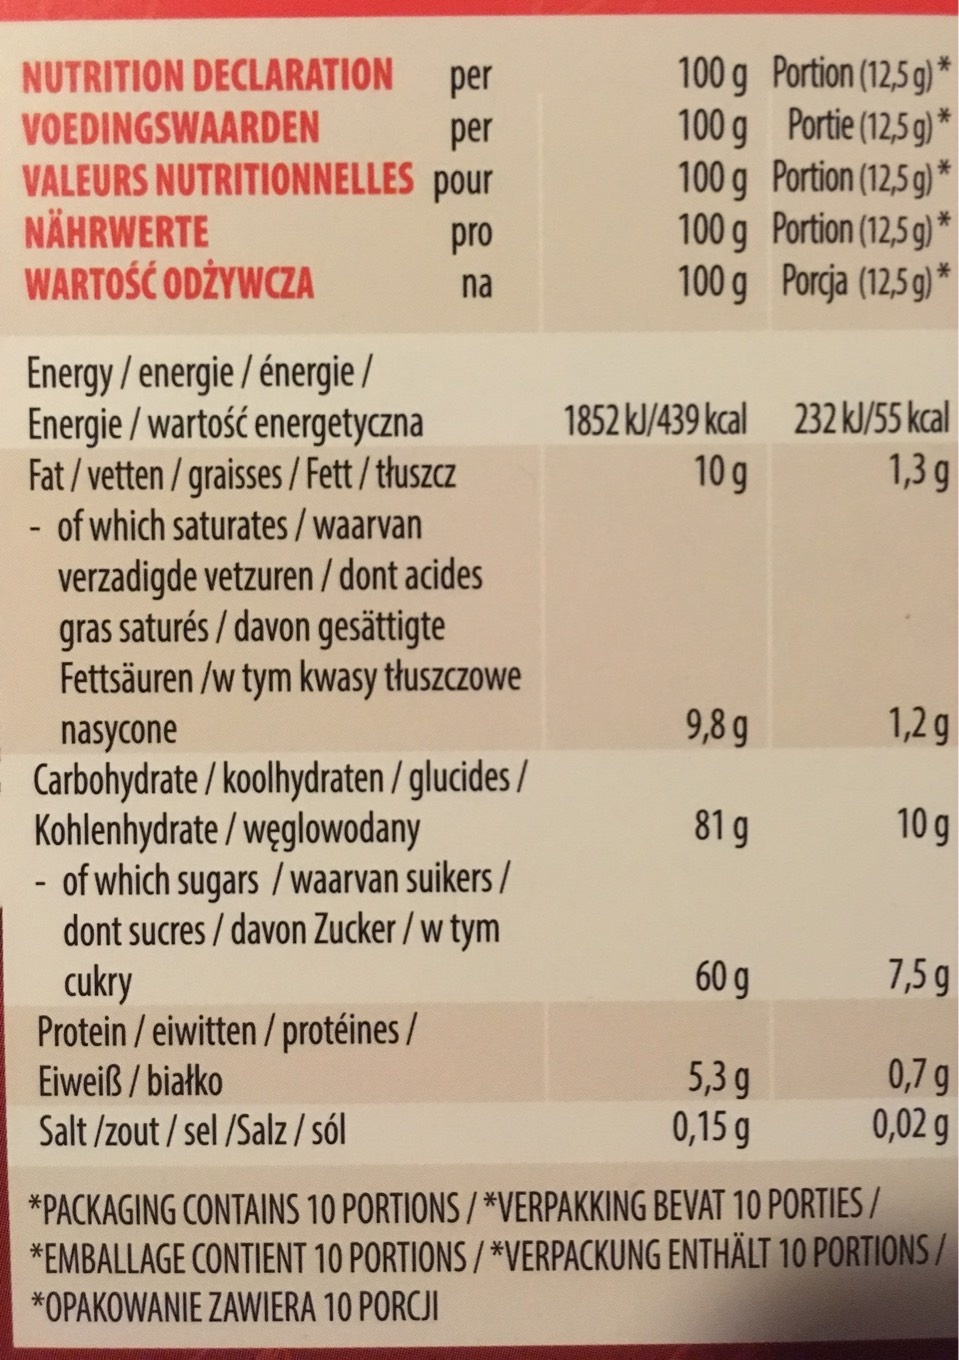 NUTRITION DECLARATION per 100 g Portion (12,5 g)*
VOEDINGSWAARDEN per 100 g Portie (12,5 g)*
VALEURS NUTRITIONNELLES pour 100 g Portion (12,5 g)*
NÄHRWERTE pro 100 g Portion (12,5 g)*
WARTOŚĆ ODŻYWCZA na 100 g Porcja (12,5 g)*
Energy / energie / énergie /
Energie / wartość energetyczna 1852 kJ/439 kcal 232 kJ/55 kcal
Fat / vetten / graisses / Fett / tłuszcz 10 g 1,3 g
- of which saturates / waarvan
verzadigde vetzuren / dont acides
gras saturés / davon gesättigte
Fettsäuren /w tym kwasy tłuszczowe
nasycone 9,8 g 1,2 g
Carbohydrate / koolhydraten / glucides /
Kohlenhydrate / węglowodany 81 g 10 g
- of which sugars / waarvan suikers /
dont sucres / davon Zucker / w tym
cukry 60 g 7,5 g
Protein / eiwitten / protéines /
Eiweiß / białko 5,3 g 0,7 g
Salt /zout / sel /Salz / sól 0,15 g 0,02 g
*PACKAGING CONTAINS 10 PORTIONS / *VERPAKKING BEVAT 10 PORTIES /
*EMBALLAGE CONTIENT 10 PORTIONS / *VERPACKUNG ENTHÄLT 10 PORTIONS /
*OPAKOWANIE ZAWIERA 10 PORCJI